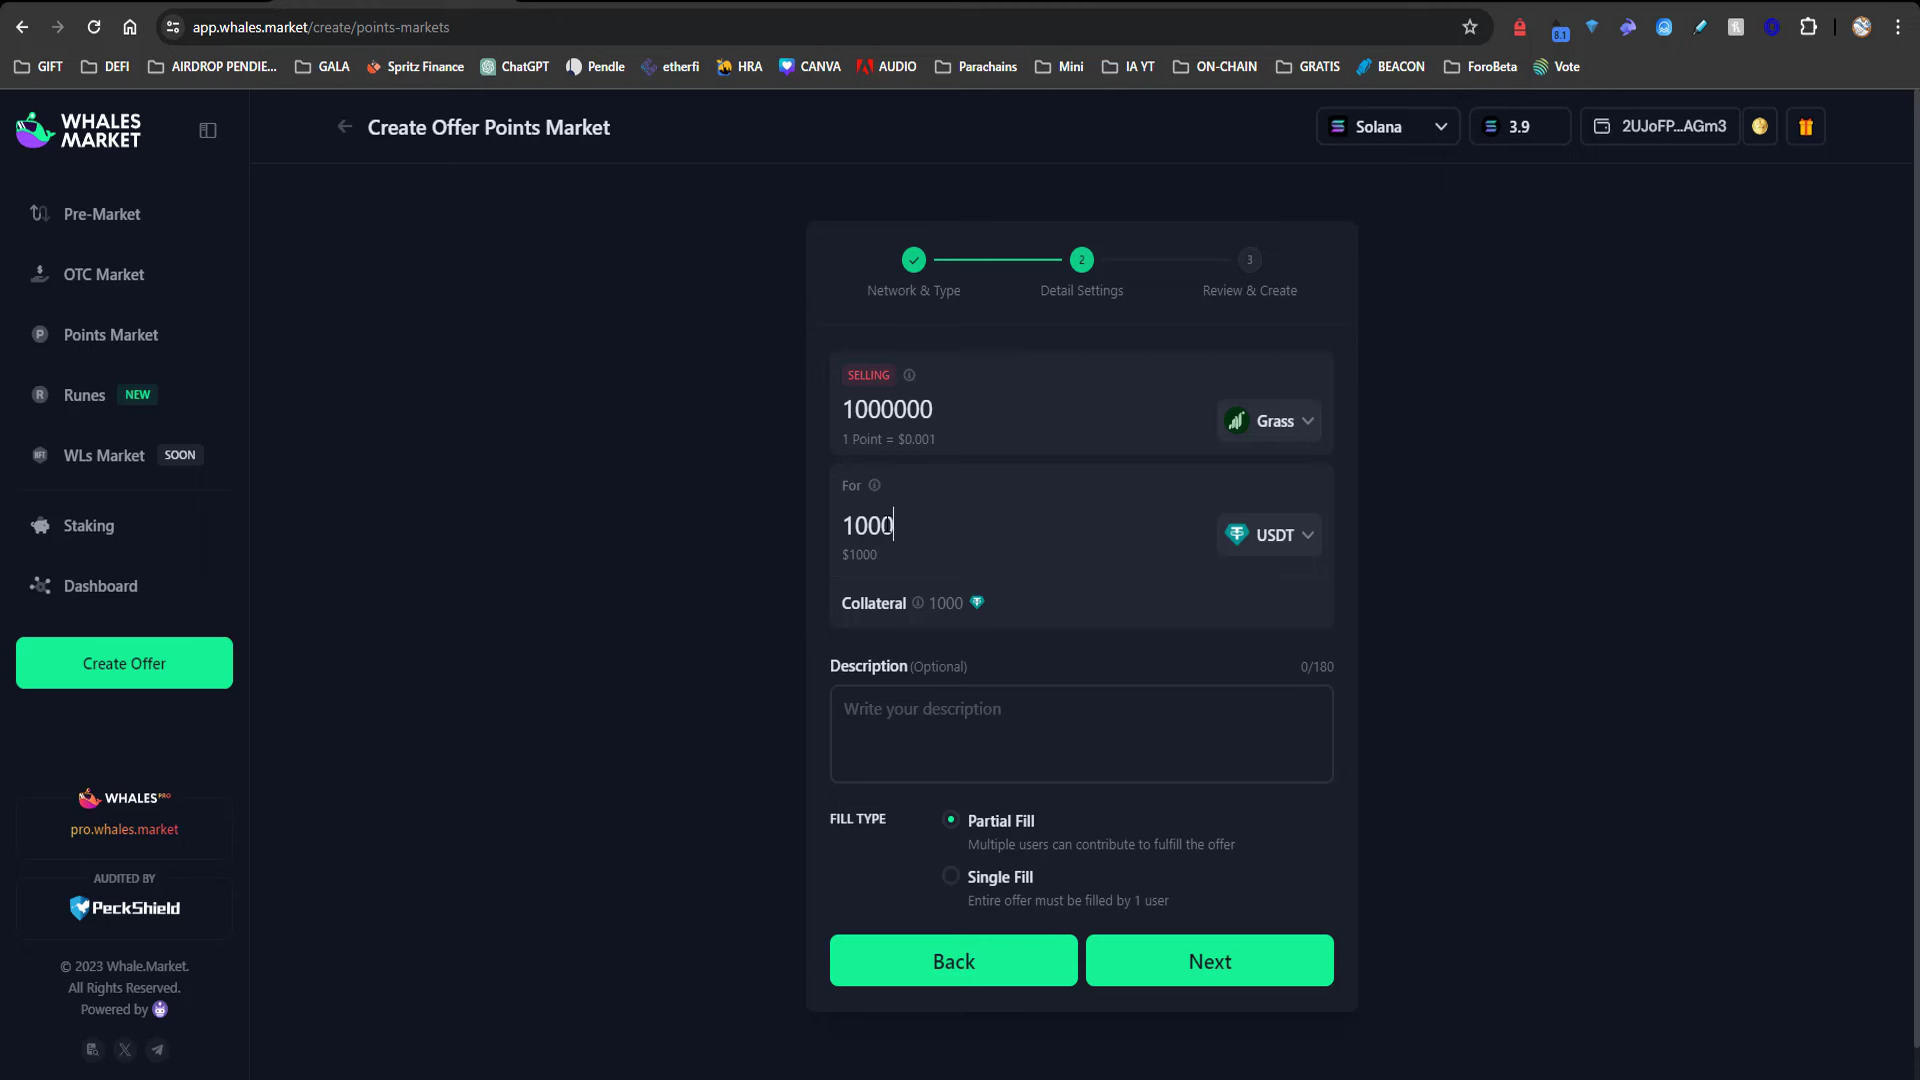 app.whales.market/create/points-markets
8.1
GIFT
DEFI
AIRDROP PENDIE...
GALA
Spritz Finance
ChatGPT
Pendle
etherfi
HRA
CANVA
AUDIO
Parachains
Mini
IA YT
ON-CHAIN
GRATIS
BEACON
ForoBeta
Vote
WHALES
MARKET
Create Offer Points Market
Solana
3.9
2UJoFP...AGm3
Pre-Market
OTC Market
Points Market
Runes
NEW
WLs Market
SOON
Staking
Dashboard
Create Offer
WHALES PRO
pro.whales.market
AUDITED BY
PeckShield
© 2023 Whale.Market.
All Rights Reserved.
Powered by
2
3
Network & Type
Detail Settings
Review & Create
SELLING
1000000
1 Point = $0.001
Grass
For
1000
$1000
USDT
Collateral
1000
Description (Optional)
0/180
Write your description
FILL TYPE
Partial Fill
Multiple users can contribute to fulfill the offer
Single Fill
Entire offer must be filled by 1 user
Back
Next